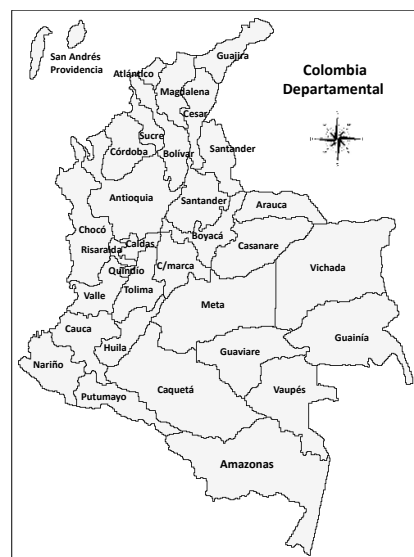 San Andrés
Providencia
Guajira
Atlántico
Colombia
Departamental
Magdalena
Cesar
Sucre
Córdoba
Bolívar
Santander
Antioquia
Santander
Arauca
Chocó
Boyacá
Risaralda
Caldas
Casanare
C/marca
Vichada
Quindío
Valle
Tolima
Meta
Cauca
Guainía
Huila
Guaviare
Nariño
Caquetá
Vaupés
Putumayo
Amazonas